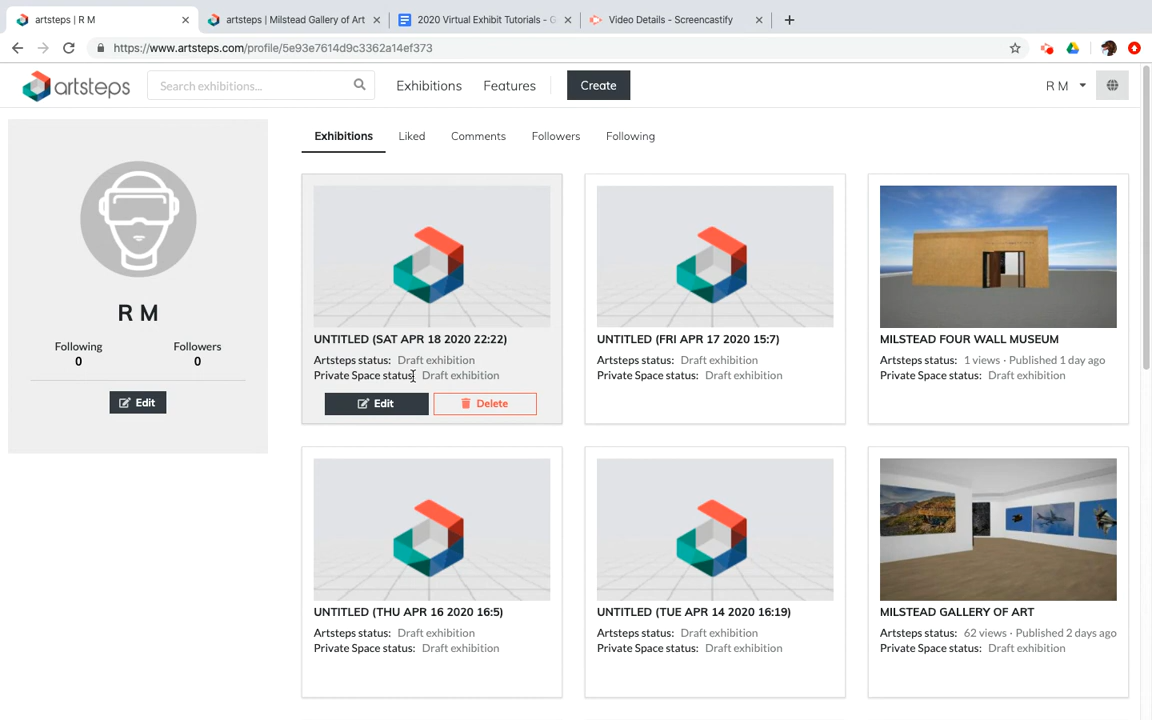 artsteps | R M
artsteps | Milstead Gallery of Art
2020 Virtual Exhibit Tutorials - G
Video Details - Screencastify
https://www.artsteps.com/profile/5e93e7614d9c3362a14ef373
artsteps
Search exhibitions...
Exhibitions
Features
Create
R M
Exhibitions
Liked
Comments
Followers
Following
R M
Following
Followers
0
0
Edit
UNTITLED (SAT APR 18 2020 22:22)
Artsteps status: Draft exhibition
Private Space status: Draft exhibition
Edit
Delete
UNTITLED (FRI APR 17 2020 15:7)
Artsteps status: Draft exhibition
Private Space status: Draft exhibition
MILSTEAD FOUR WALL MUSEUM
Artsteps status: 1 views · Published 1 day ago
Private Space status: Draft exhibition
UNTITLED (THU APR 16 2020 16:5)
Artsteps status: Draft exhibition
Private Space status: Draft exhibition
UNTITLED (TUE APR 14 2020 16:19)
Artsteps status: Draft exhibition
Private Space status: Draft exhibition
MILSTEAD GALLERY OF ART
Artsteps status: 62 views · Published 2 days ago
Private Space status: Draft exhibition